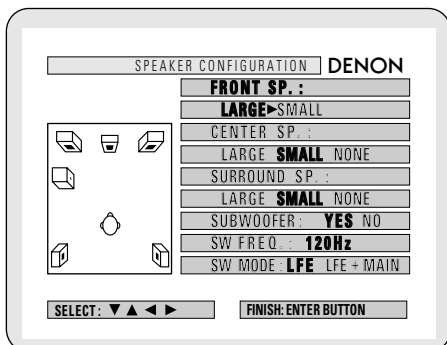 SPEAKER CONFIGURATION DENON
FRONT SP. :
LARGE►SMALL
CENTER SP. :
LARGE SMALL NONE
SURROUND SP. :
LARGE SMALL NONE
SUBWOOFER: YES NO
SW FREQ. : 120Hz
SW MODE : LFE LFE + MAIN
SELECT: ▼ ▲ ◄ ► FINISH: ENTER BUTTON